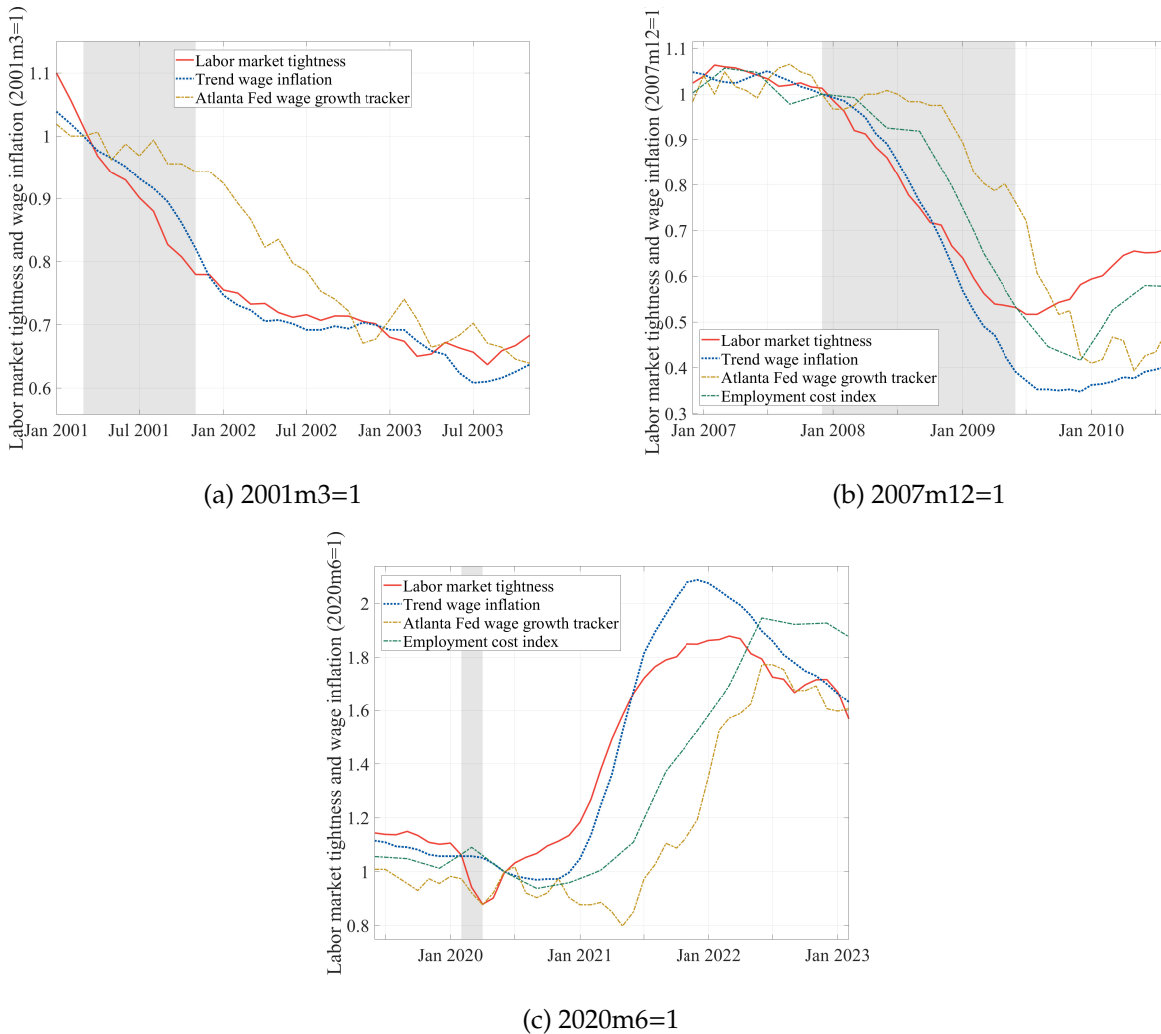 Labor market tightness and wage inflation (2001m3=1)
1.1
1
0.9
0.8
0.7
0.6
Labor market tightness
Trend wage inflation
Atlanta Fed wage growth tracker
Jan 2001
Jul 2001
Jan 2002
Jul 2002
Jan 2003
Jul 2003
(a) 2001m3=1
Labor market tightness and wage inflation (2007m12=1)
1.1
1
0.9
0.8
0.7
0.6
0.5
0.4
0.3
Labor market tightness
Trend wage inflation
Atlanta Fed wage growth tracker
Employment cost index
Jan 2007
Jan 2008
Jan 2009
Jan 2010
(b) 2007m12=1
Labor market tightness and wage inflation (2020m6=1)
2
1.8
1.6
1.4
1.2
1
0.8
Labor market tightness
Trend wage inflation
Atlanta Fed wage growth tracker
Employment cost index
Jan 2020
Jan 2021
Jan 2022
Jan 2023
(c) 2020m6=1